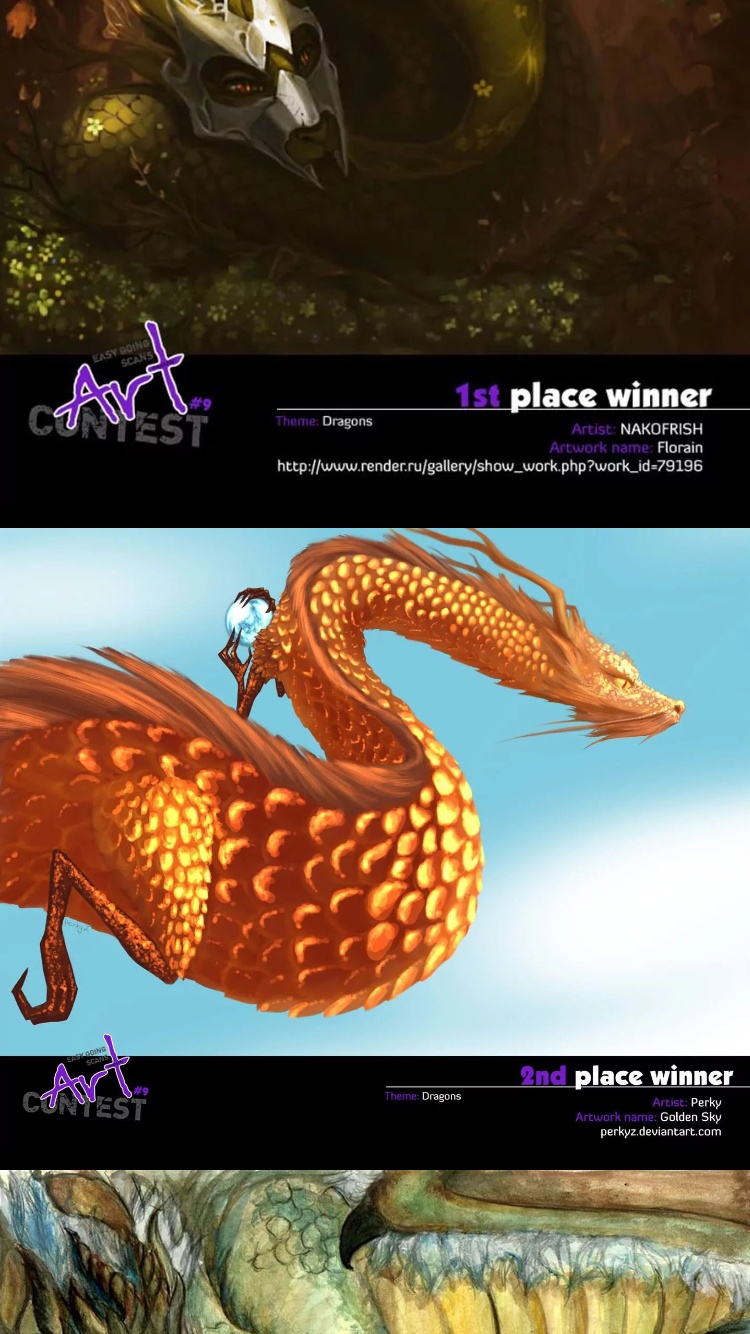 EASY GOING
SCANS
Art
#9
CONTEST
1st place winner
Theme: Dragons
Artist: NAKOFRISH
Artwork name: Florain
http://www.render.ru/gallery/show_work.php?work_id=79196
perkyz
EASY GOING
SCANS
Art
#9
CONTEST
2nd place winner
Theme: Dragons
Artist: Perky
Artwork name: Golden Sky
perkyz.deviantart.com